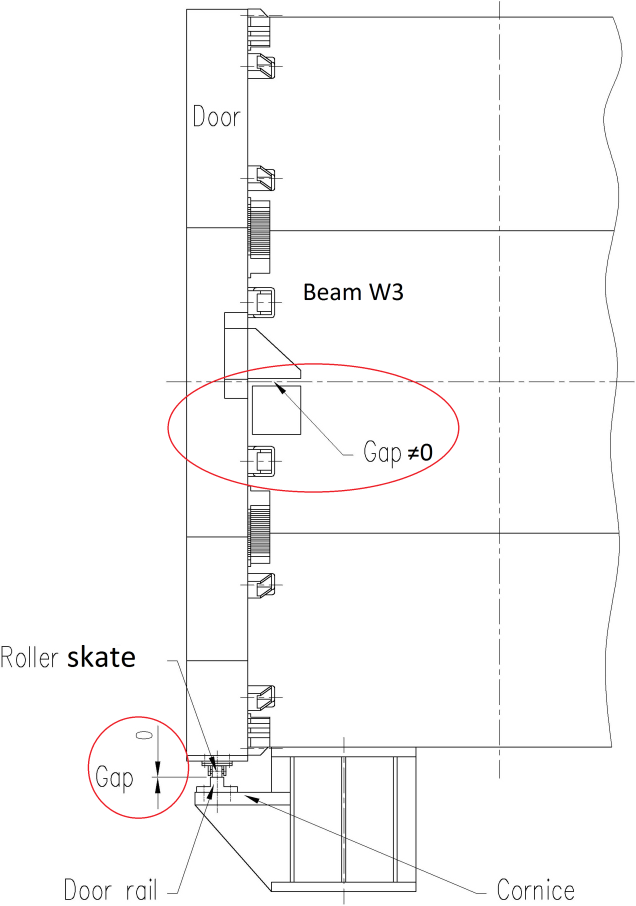 Door
Beam W3
Gap ≠0
Roller skate
0
Gap
Door rail
Cornice